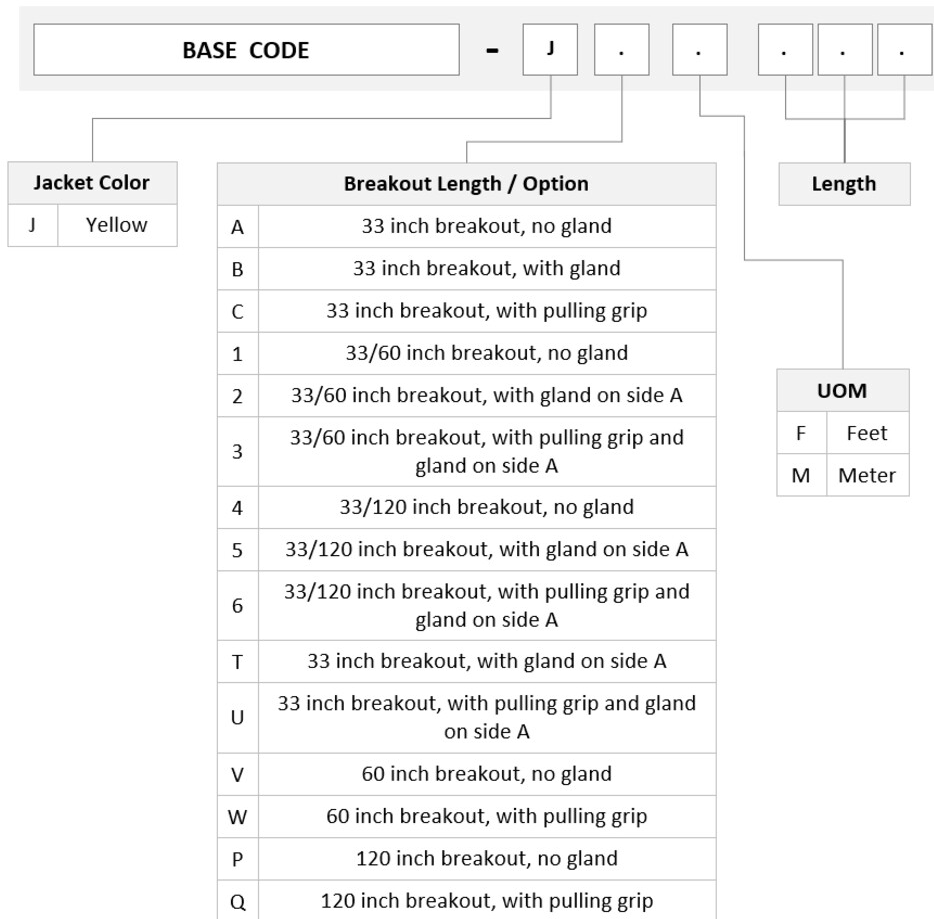 BASE CODE - J . . . . .
Jacket Color
J Yellow
Breakout Length / Option
A 33 inch breakout, no gland
B 33 inch breakout, with gland
C 33 inch breakout, with pulling grip
1 33/60 inch breakout, no gland
2 33/60 inch breakout, with gland on side A
3 33/60 inch breakout, with pulling grip and
gland on side A
4 33/120 inch breakout, no gland
5 33/120 inch breakout, with gland on side A
6 33/120 inch breakout, with pulling grip and
gland on side A
T 33 inch breakout, with gland on side A
U 33 inch breakout, with pulling grip and gland
on side A
V 60 inch breakout, no gland
W 60 inch breakout, with pulling grip
P 120 inch breakout, no gland
Q 120 inch breakout, with pulling grip
Length
UOM
F Feet
M Meter